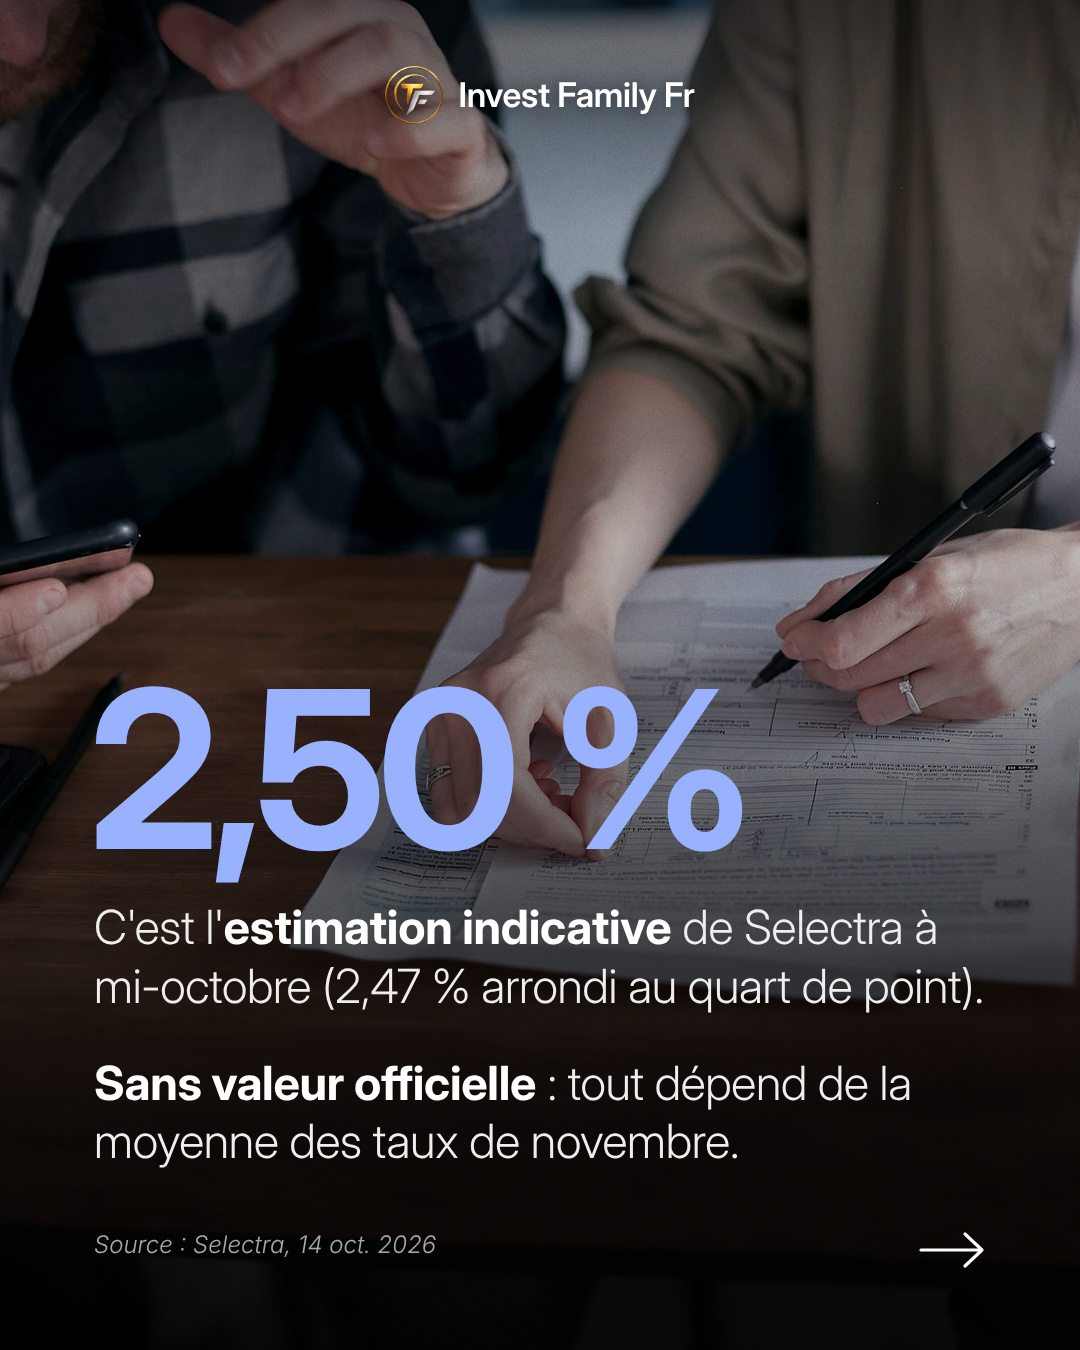 Invest Family Fr
2,50 %
C'est l'estimation indicative de Selectra à
mi-octobre (2,47 % arrondi au quart de point).
Sans valeur officielle : tout dépend de la
moyenne des taux de novembre.
Source : Selectra, 14 oct. 2026